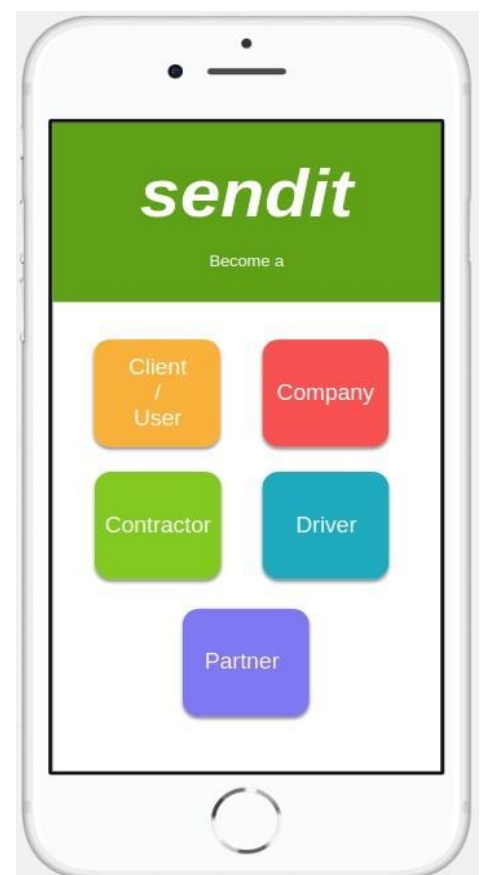 sendit
Become a
Client
/
User
Company
Contractor
Driver
Partner